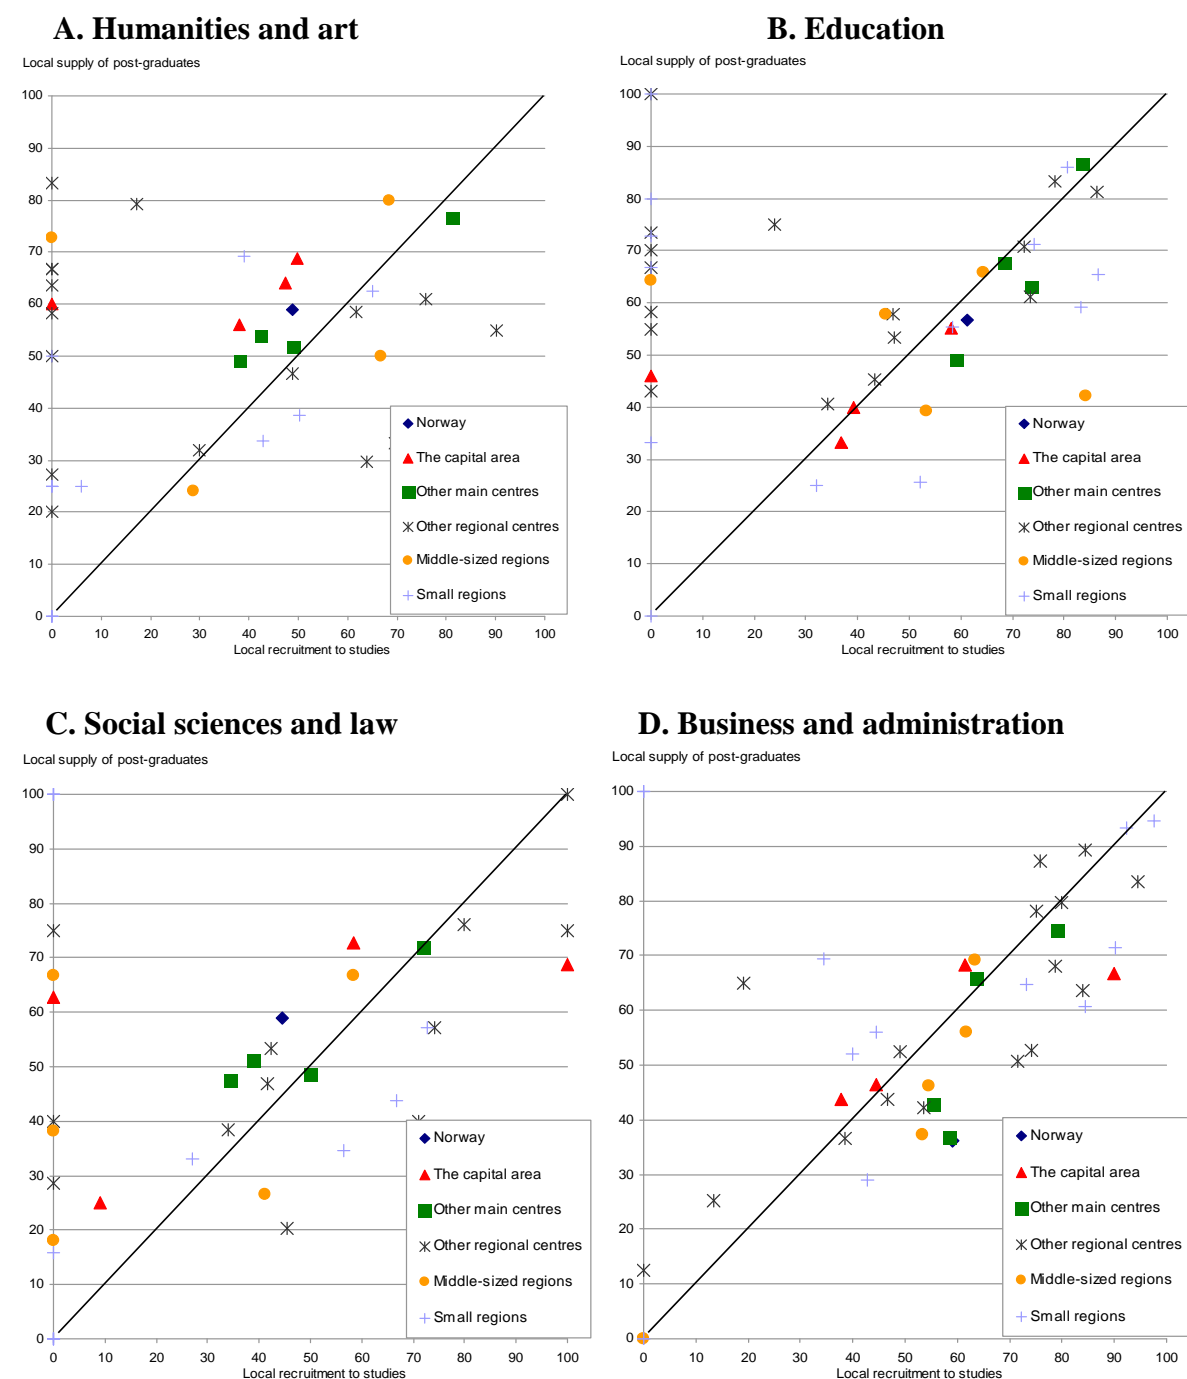 A. Humanities and art
Local supply of post-graduates
100
90
80
70
60
50
40
30
20
10
0
0 10 20 30 40 50 60 70 80 90 100
Local recruitment to studies
Norway
The capital area
Other main centres
Other regional centres
Middle-sized regions
Small regions
B. Education
Local supply of post-graduates
100
90
80
70
60
50
40
30
20
10
0
0 10 20 30 40 50 60 70 80 90 100
Local recruitment to studies
Norway
The capital area
Other main centres
Other regional centres
Middle-sized regions
Small regions
C. Social sciences and law
Local supply of post-graduates
100
90
80
70
60
50
40
30
20
10
0
0 10 20 30 40 50 60 70 80 90 100
Local recruitment to studies
Norway
The capital area
Other main centres
Other regional centres
Middle-sized regions
Small regions
D. Business and administration
Local supply of post-graduates
100
90
80
70
60
50
40
30
20
10
0
0 10 20 30 40 50 60 70 80 90 100
Local recruitment to studies
Norway
The capital area
Other main centres
Other regional centres
Middle-sized regions
Small regions